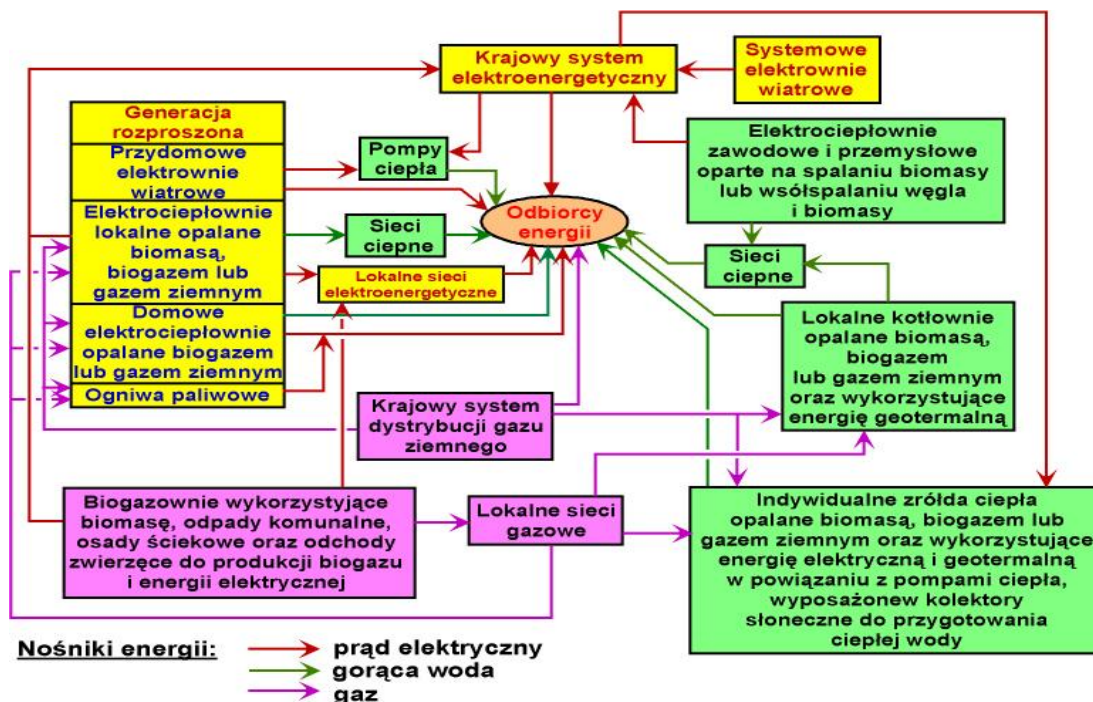 Krajowy system
elektroenergetyczny
Systemowe
elektrownie
wiatrowe
Generacja
rozproszona
Przydomowe
elektrownie
wiatrowe
Elektrociepłownie
lokalne opalane
biomasą,
biogazem lub
gazem ziemnym
Domowe
elektrociepłownie
opalane biogazem
lub gazem ziemnym
Ogniwa paliwowe
Pompy
ciepła
Sieci
ciepne
Lokalne sieci
elektroenergetyczne
Odbiorcy
energii
Elektrociepłownie
zawodowe i przemysłowe
oparte na spalaniu biomasy
lub wsółspalaniu węgla
i biomasy
Sieci
ciepne
Lokalne kotłownie
opalane biomasą,
biogazem
lub gazem ziemnym
oraz wykorzystujące
energię geotermalną
Krajowy system
dystrybucji gazu
ziemnego
Biogazownie wykorzystyjące
biomasę, odpady komunalne,
osady ściekowe oraz odchody
zwierzęce do produkcji biogazu
i energii elektrycznej
Lokalne sieci
gazowe
Indywidualne zrółda ciepła
opalane biomasą, biogazem lub
gazem ziemnym oraz wykorzystujące
energię elektryczną i geotermalną
w powiązaniu z pompami ciepła,
wyposażonew kolektory
słoneczne do przygotowania
ciepłej wody
Nośniki energii:
prąd elektryczny
gorąca woda
gaz